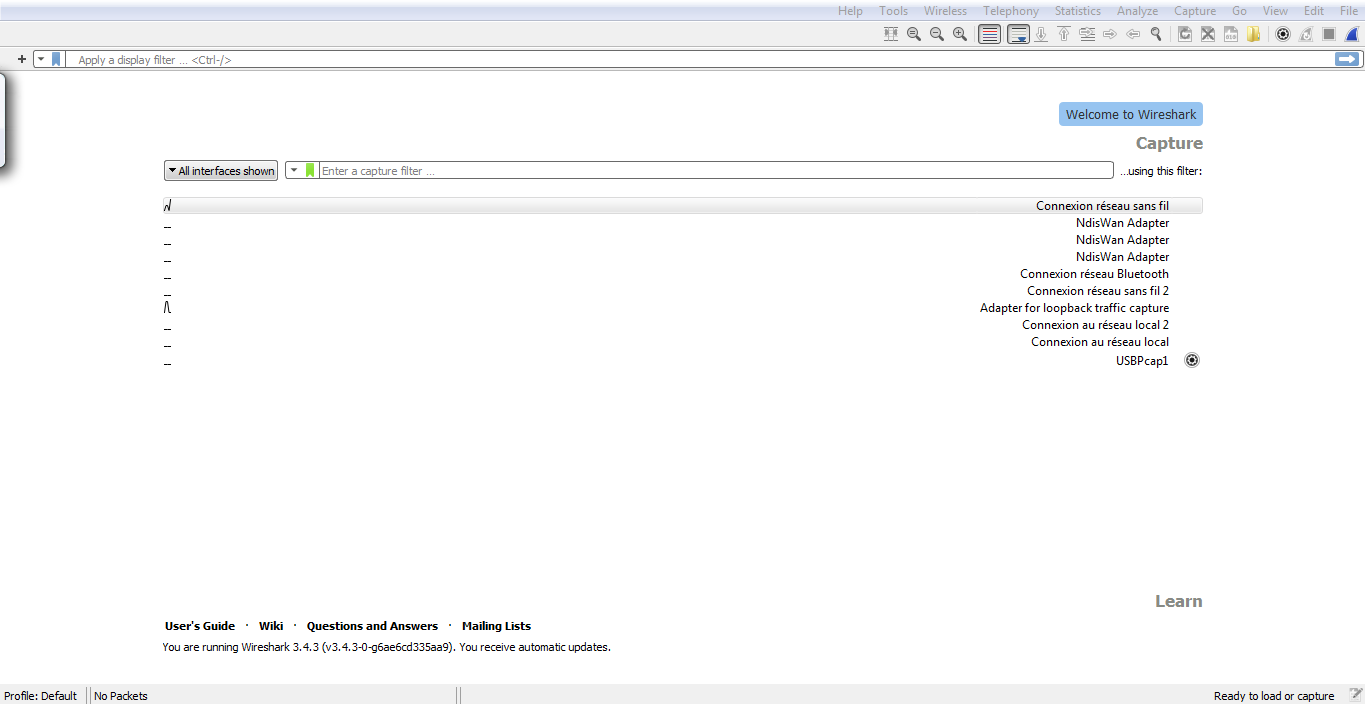 Help Tools Wireless Telephony Statistics Analyze Capture Go View Edit File
Apply a display filter ... <Ctrl-/>
Welcome to Wireshark
Capture
All interfaces shown Enter a capture filter ... ...using this filter:
Connexion réseau sans fil
NdisWan Adapter
NdisWan Adapter
NdisWan Adapter
Connexion réseau Bluetooth
Connexion réseau sans fil 2
Adapter for loopback traffic capture
Connexion au réseau local 2
Connexion au réseau local
USBPcap1
Learn
User's Guide · Wiki · Questions and Answers · Mailing Lists
You are running Wireshark 3.4.3 (v3.4.3-0-g6ae6cd335aa9). You receive automatic updates.
Profile: Default No Packets Ready to load or capture